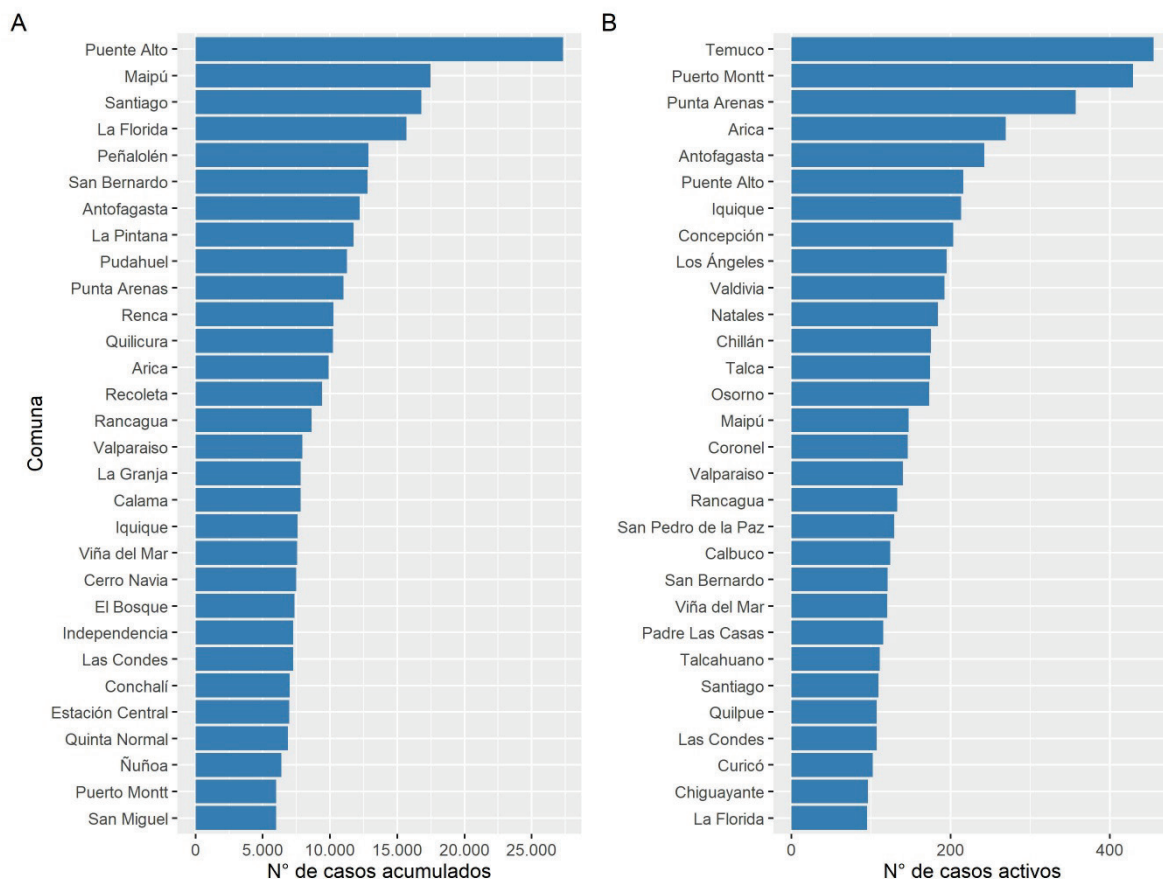 A
Puente Alto
Maipú
Santiago
La Florida
Peñalolén
San Bernardo
Antofagasta
La Pintana
Pudahuel
Punta Arenas
Renca
Quilicura
Arica
Recoleta
Rancagua
Valparaiso
La Granja
Calama
Iquique
Viña del Mar
Cerro Navia
El Bosque
Independencia
Las Condes
Conchalí
Estación Central
Quinta Normal
Ñuñoa
Puerto Montt
San Miguel
Comuna
0 5.000 10.000 15.000 20.000 25.000
N° de casos acumulados
B
Temuco
Puerto Montt
Punta Arenas
Arica
Antofagasta
Puente Alto
Iquique
Concepción
Los Ángeles
Valdivia
Natales
Chillán
Talca
Osorno
Maipú
Coronel
Valparaiso
Rancagua
San Pedro de la Paz
Calbuco
San Bernardo
Viña del Mar
Padre Las Casas
Talcahuano
Santiago
Quilpue
Las Condes
Curicó
Chiguayante
La Florida
0 200 400
N° de casos activos